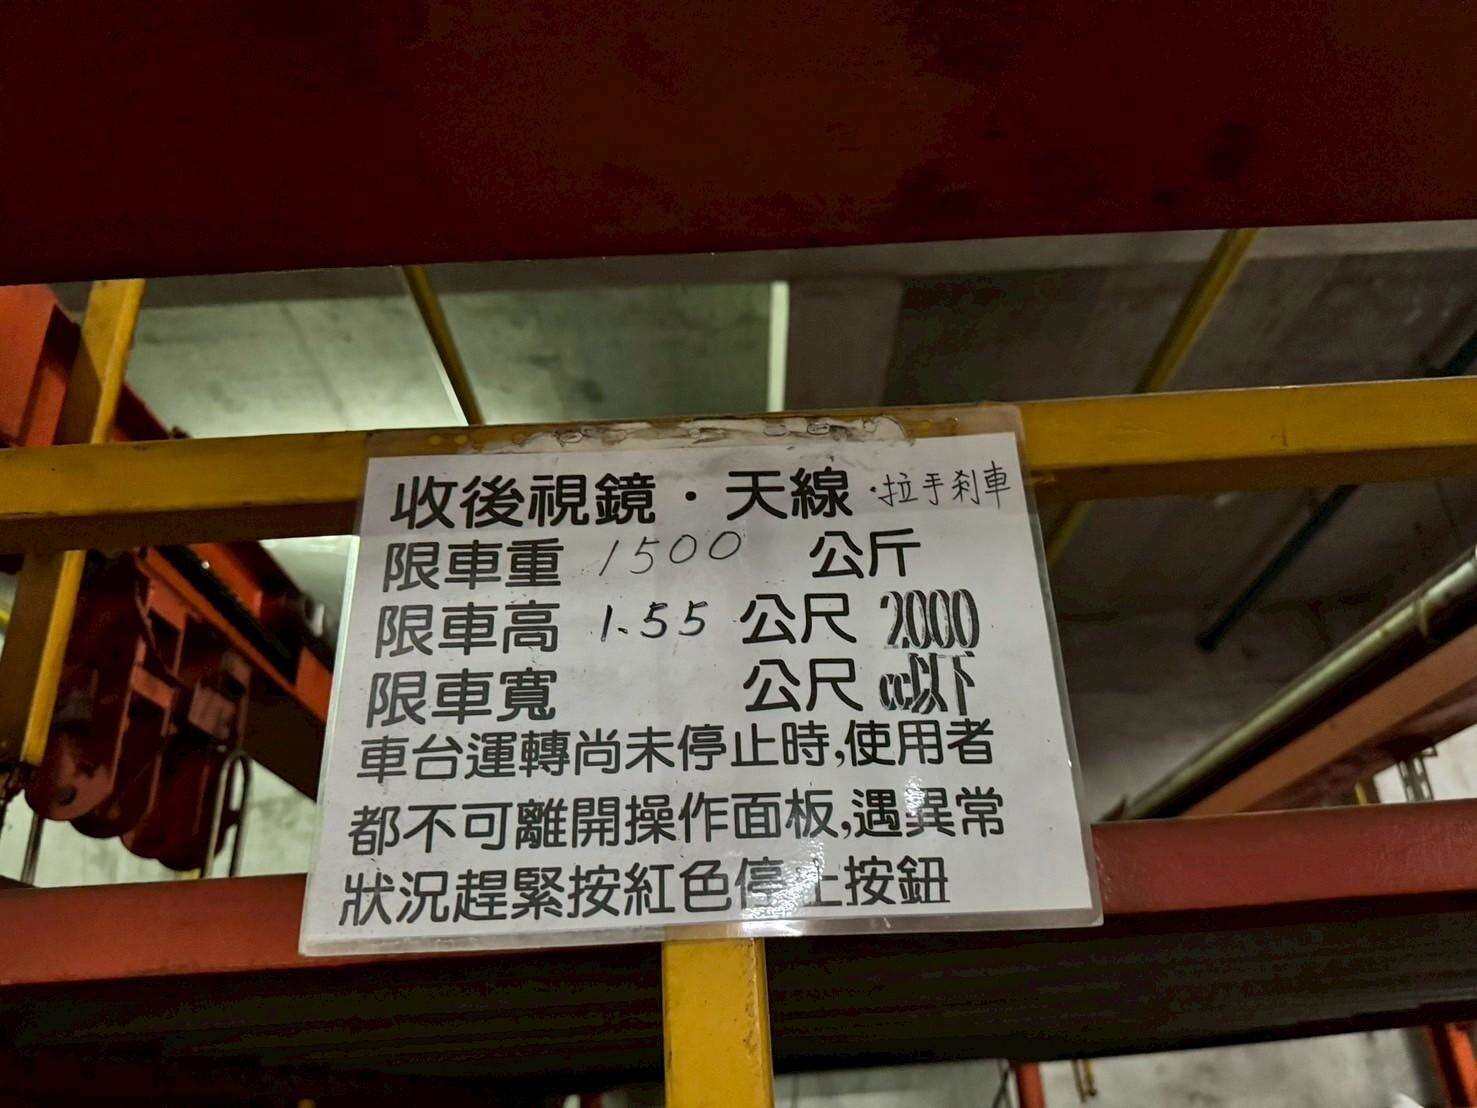 收後視鏡·天線·拉手剎車
限車重 1500 公斤
限車高 1.55 公尺 2000
限車寬 公尺 cc以下
車台運轉尚未停止時,使用者
都不可離開操作面板,遇異常
狀況趕緊按紅色停止按鈕